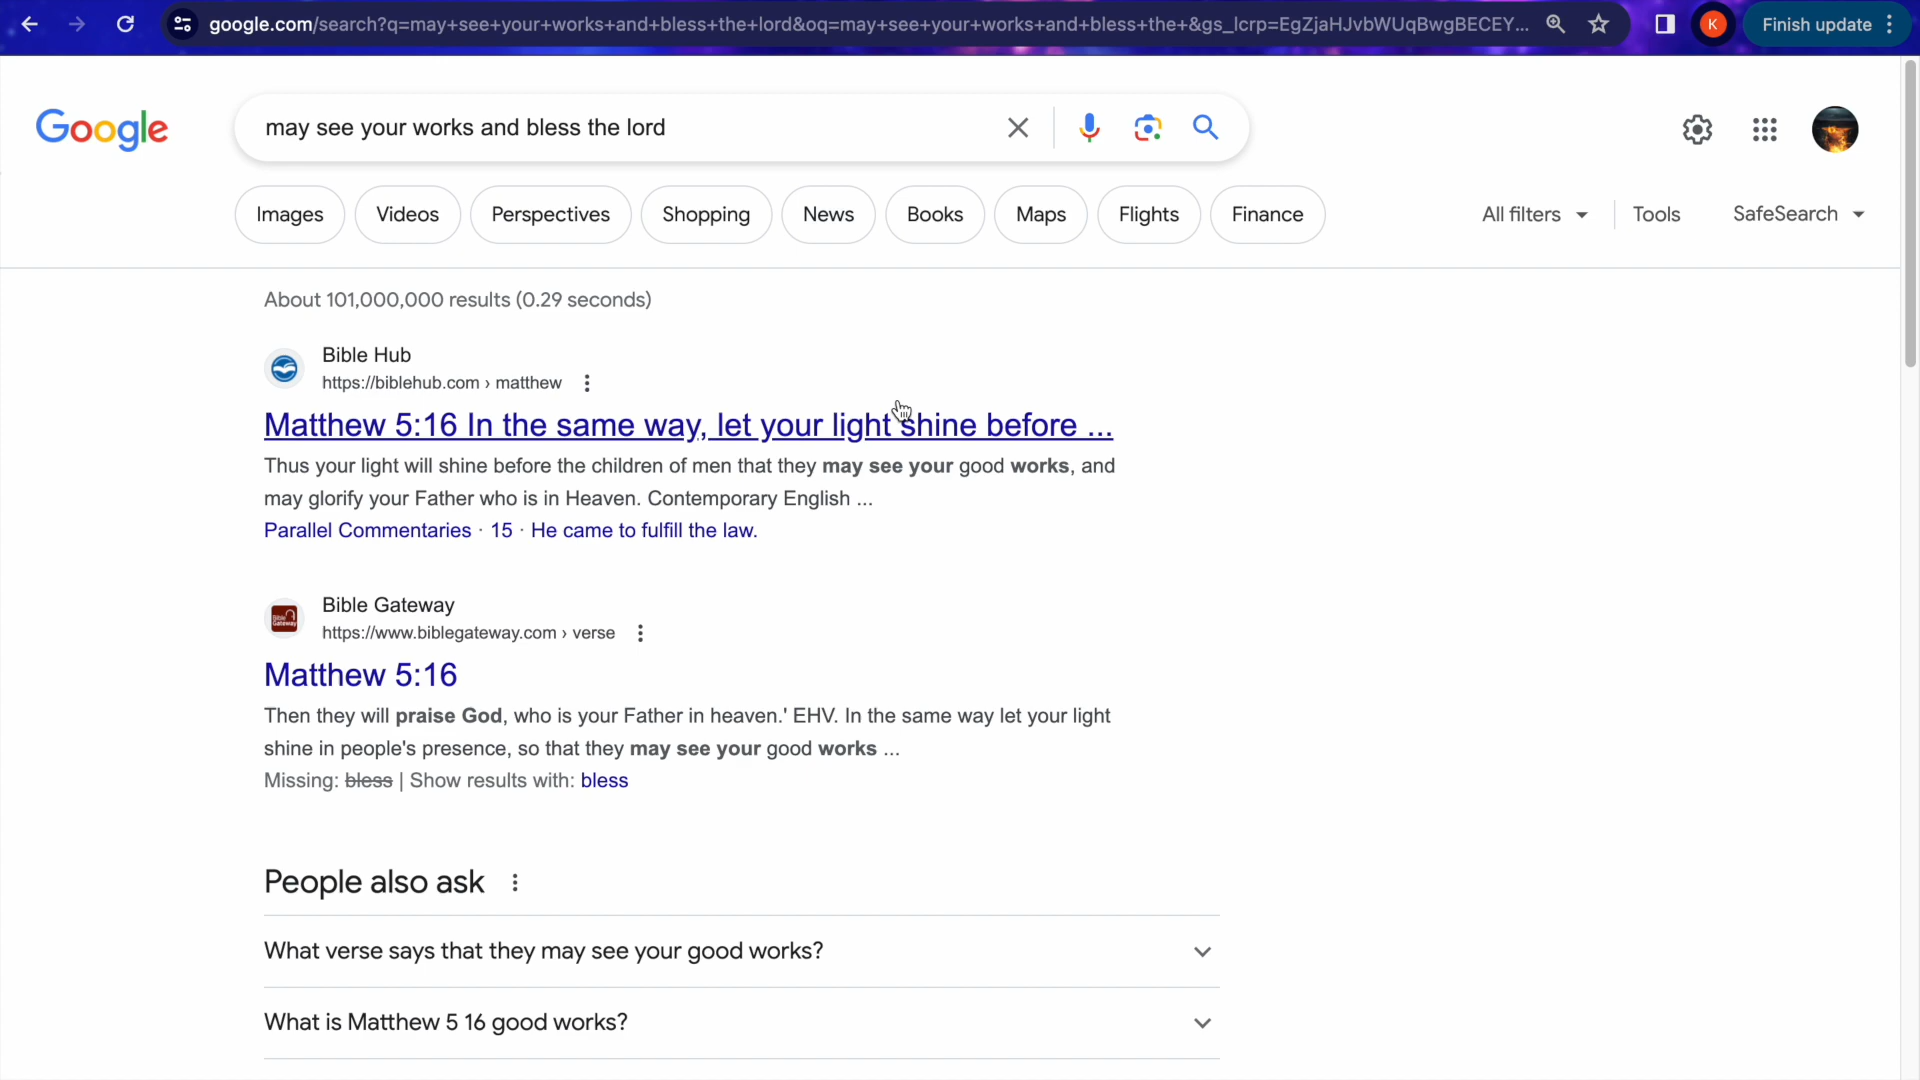 google.com/search?q=may+see+your+works+and+bless+the+lord&oq=may+see+your+works+and+bless+the+&gs_lcrp=EgZjaHJvbWUqBwgBECEY...
K
Finish update
Google
may see your works and bless the lord
Images
Videos
Perspectives
Shopping
News
Books
Maps
Flights
Finance
All filters
Tools
SafeSearch
About 101,000,000 results (0.29 seconds)
Bible Hub
https://biblehub.com › matthew
Matthew 5:16 In the same way, let your light shine before ...
Thus your light will shine before the children of men that they may see your good works, and
may glorify your Father who is in Heaven. Contemporary English ...
Parallel Commentaries · 15 · He came to fulfill the law.
Bible Gateway
https://www.biblegateway.com › verse
Matthew 5:16
Then they will praise God, who is your Father in heaven.' EHV. In the same way let your light
shine in people's presence, so that they may see your good works ...
Missing: bless | Show results with: bless
People also ask
What verse says that they may see your good works?
What is Matthew 5 16 good works?